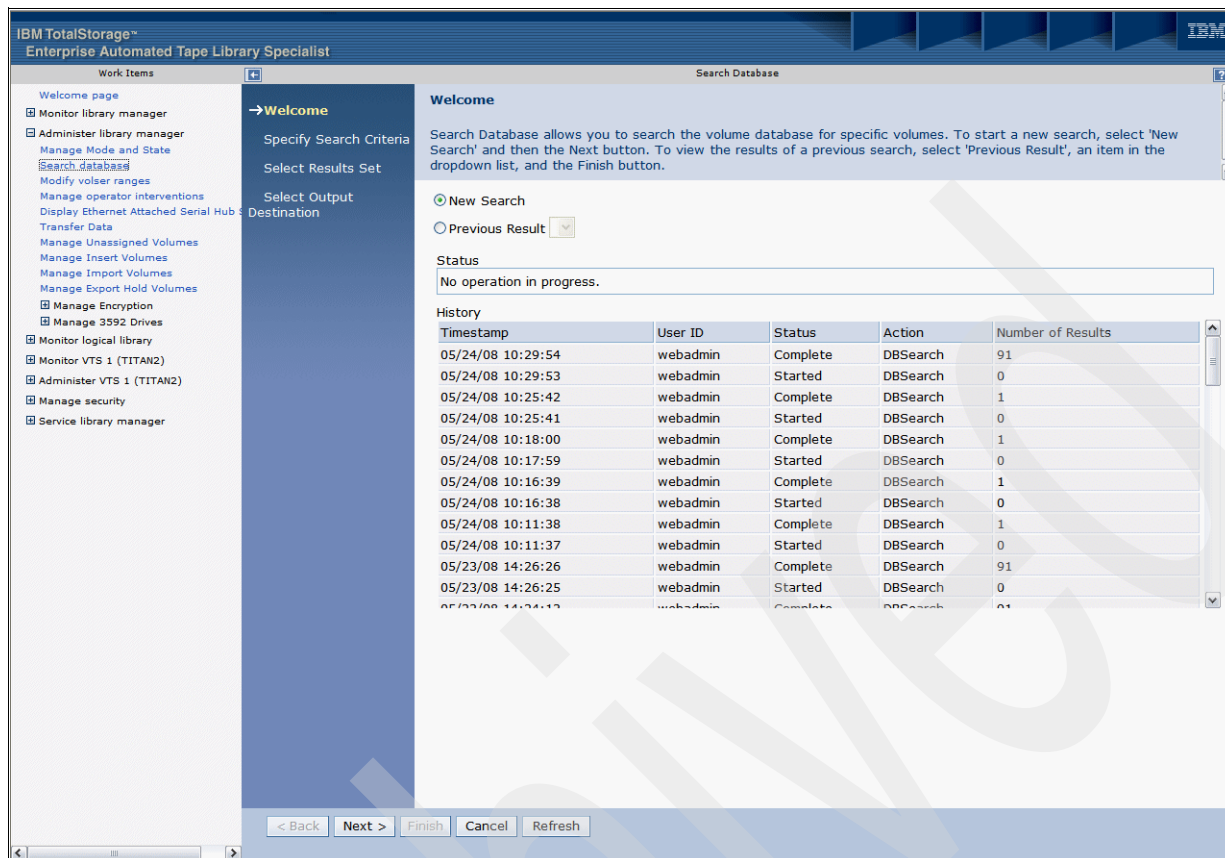 IBM TotalStorage™
Enterprise Automated Tape Library Specialist
IBM
Work Items
Search Database
?
Welcome page
Monitor library manager
Administer library manager
Manage Mode and State
Search database
Modify volser ranges
Manage operator interventions
Display Ethernet Attached Serial Hub S
Transfer Data
Manage Unassigned Volumes
Manage Insert Volumes
Manage Import Volumes
Manage Export Hold Volumes
Manage Encryption
Manage 3592 Drives
Monitor logical library
Monitor VTS 1 (TITAN2)
Administer VTS 1 (TITAN2)
Manage security
Service library manager
→Welcome
Specify Search Criteria
Select Results Set
Select Output
Destination
Welcome
Search Database allows you to search the volume database for specific volumes. To start a new search, select 'New
Search' and then the Next button. To view the results of a previous search, select 'Previous Result', an item in the
dropdown list, and the Finish button.
New Search
Previous Result
Status
No operation in progress.
History
Timestamp User ID Status Action Number of Results
05/24/08 10:29:54 webadmin Complete DBSearch 91
05/24/08 10:29:53 webadmin Started DBSearch 0
05/24/08 10:25:42 webadmin Complete DBSearch 1
05/24/08 10:25:41 webadmin Started DBSearch 0
05/24/08 10:18:00 webadmin Complete DBSearch 1
05/24/08 10:17:59 webadmin Started DBSearch 0
05/24/08 10:16:39 webadmin Complete DBSearch 1
05/24/08 10:16:38 webadmin Started DBSearch 0
05/24/08 10:11:38 webadmin Complete DBSearch 1
05/24/08 10:11:37 webadmin Started DBSearch 0
05/23/08 14:26:26 webadmin Complete DBSearch 91
05/23/08 14:26:25 webadmin Started DBSearch 0
webadmin Complete DBSearch 91
< Back Next > Finish Cancel Refresh